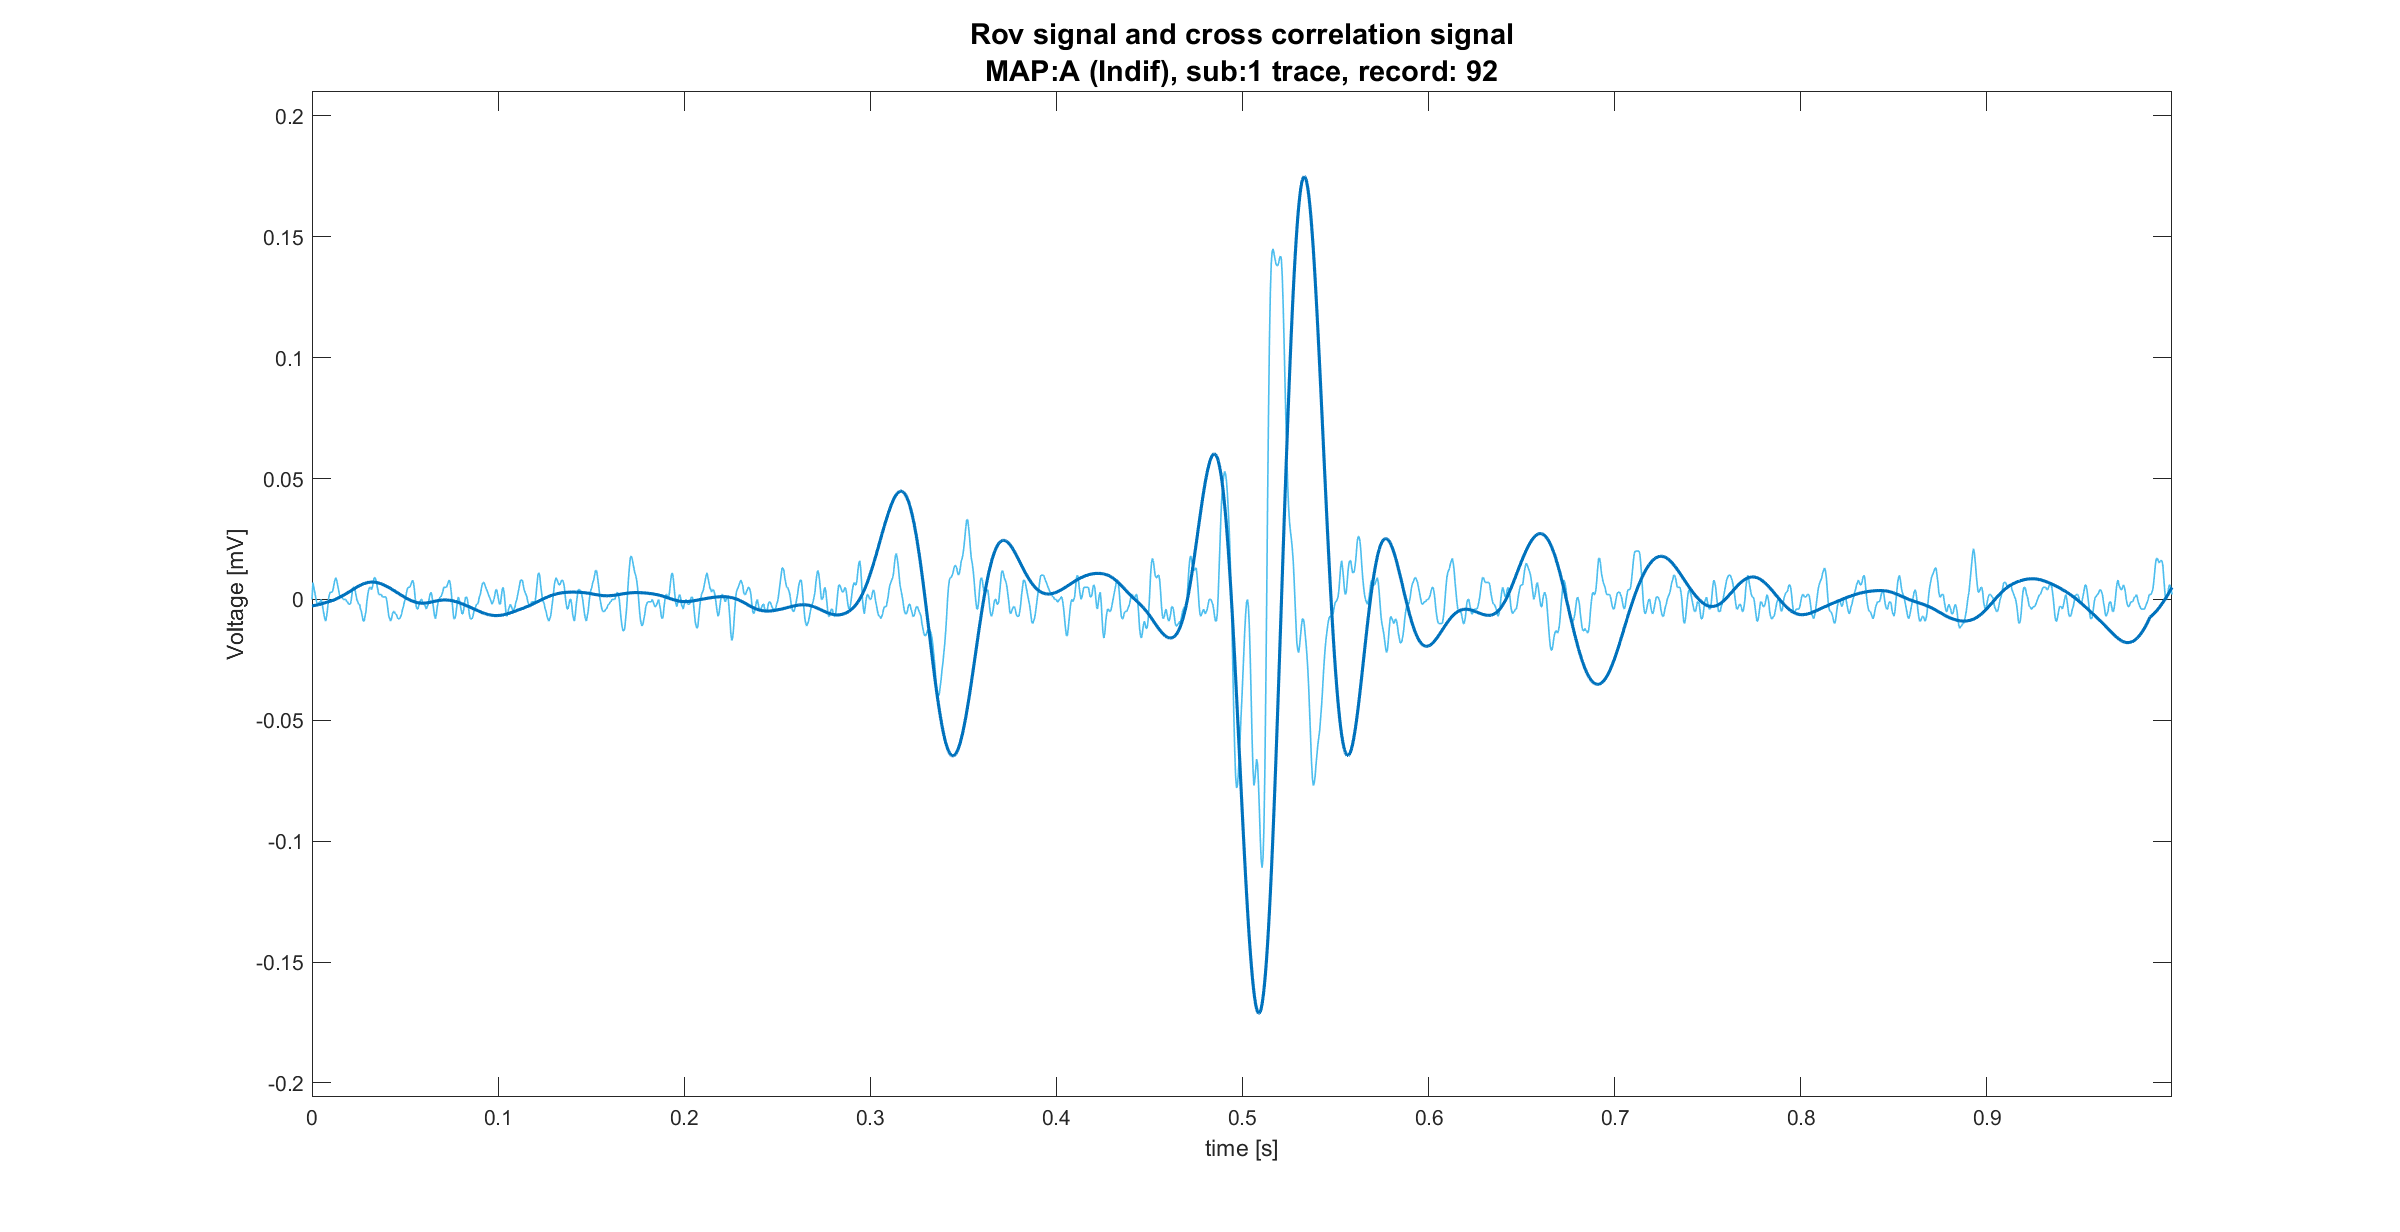 Rov signal and cross correlation signal
MAP:A (Indif), sub:1 trace, record: 92
0.2
0.15
0.1
0.05
0
-0.05
-0.1
-0.15
-0.2
Voltage [mV]
0 0.1 0.2 0.3 0.4 0.5 0.6 0.7 0.8 0.9
time [s]